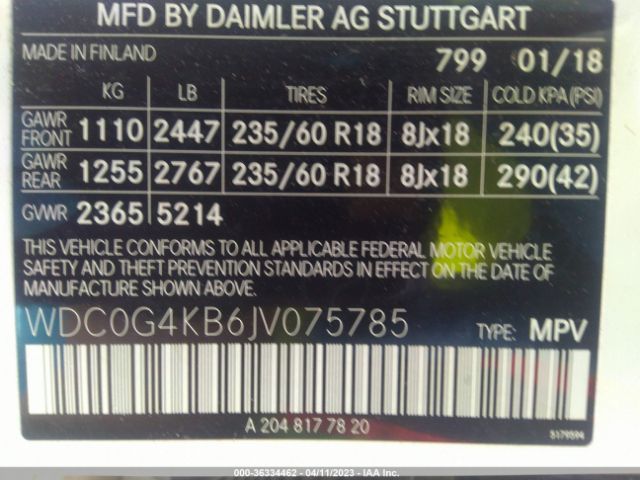 MFD BY DAIMLER AG STUTTGART
MADE IN FINLAND 799 01/18
KG LB TIRES RIM SIZE COLD KPA (PSI)
GAWR FRONT 1110 2447 235/60 R18 8Jx18 240(35)
GAWR REAR 1255 2767 235/60 R18 8Jx18 290(42)
GVWR 2365 5214
THIS VEHICLE CONFORMS TO ALL APPLICABLE FEDERAL MOTOR VEHICLE
SAFETY AND THEFT PREVENTION STANDARDS IN EFFECT ON THE DATE OF
MANUFACTURE SHOWN ABOVE.
WDC0G4KB6JV075785 TYPE: MPV
A 204 817 78 20
5179594
000-36334462 - 04/11/2023 - IAA Inc.